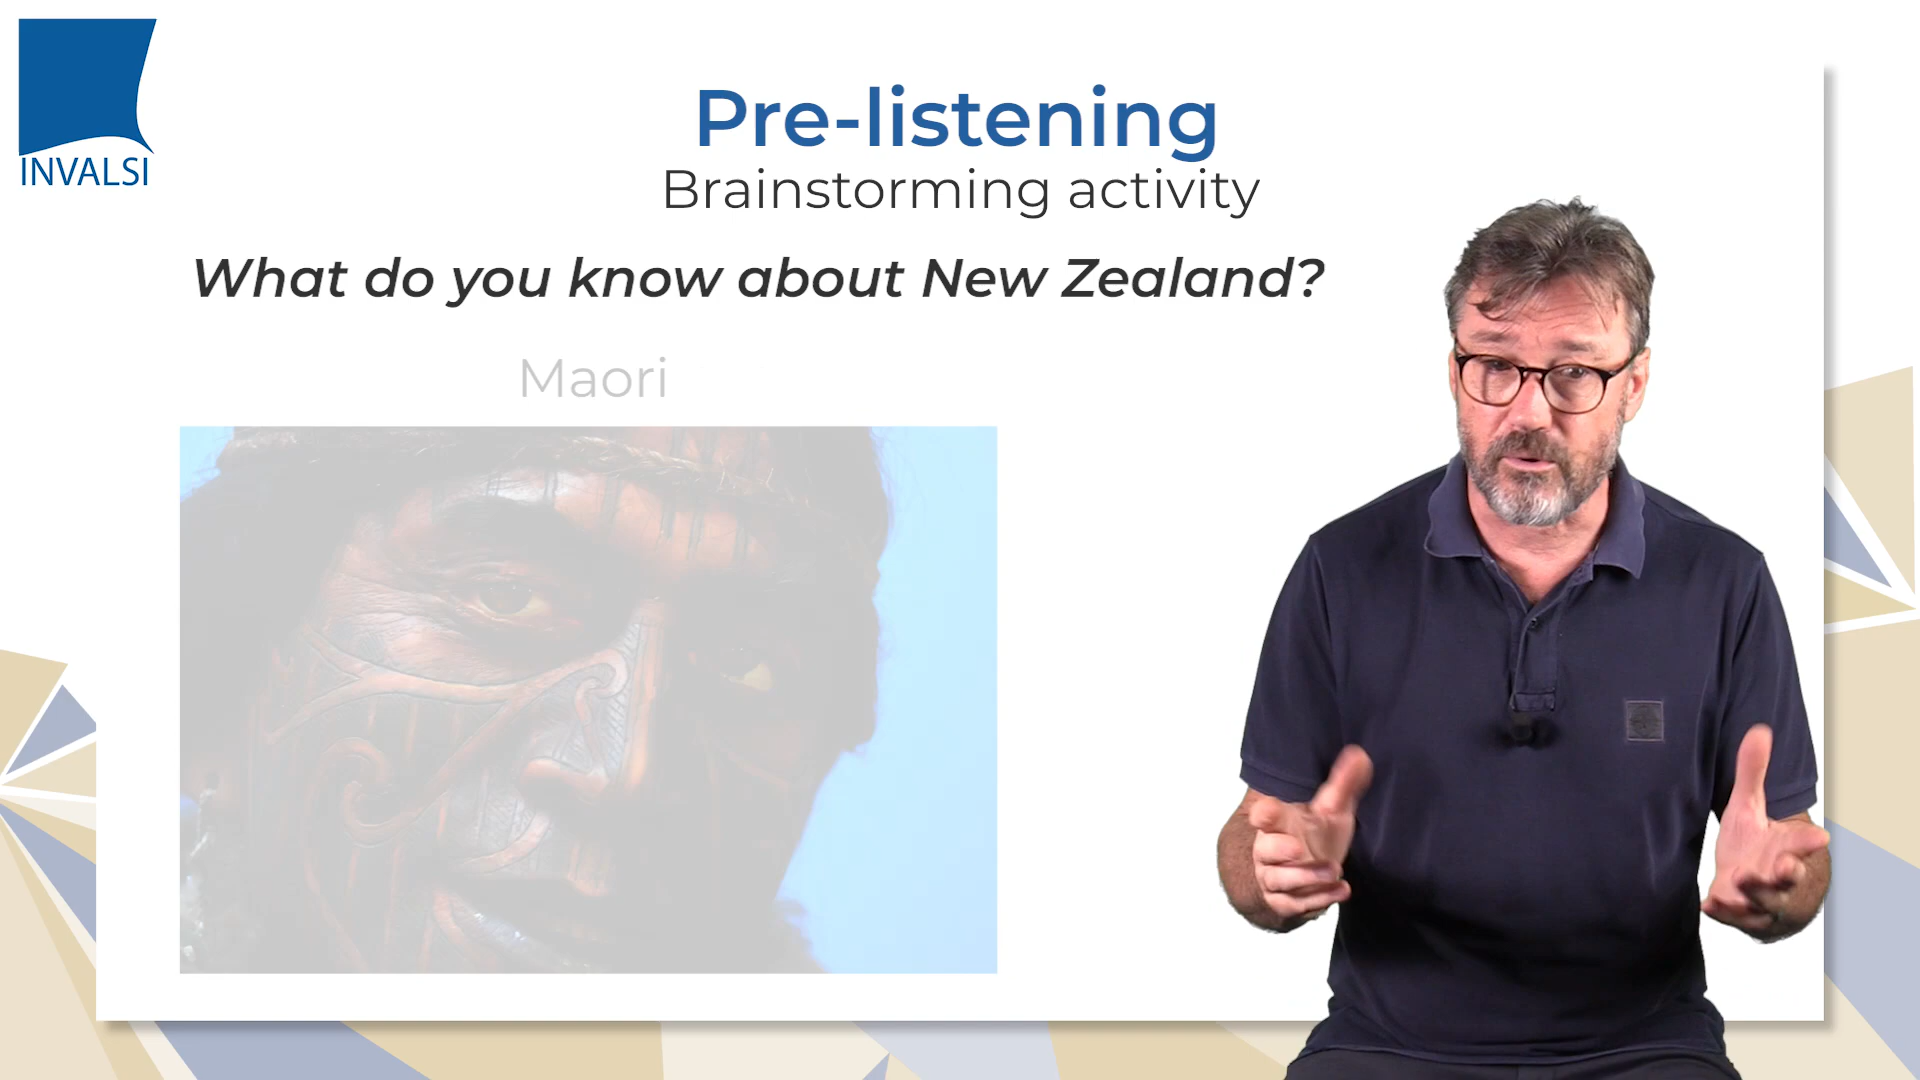 INVALSI
Pre-listening
Brainstorming activity
What do you know about New Zealand?
Maori